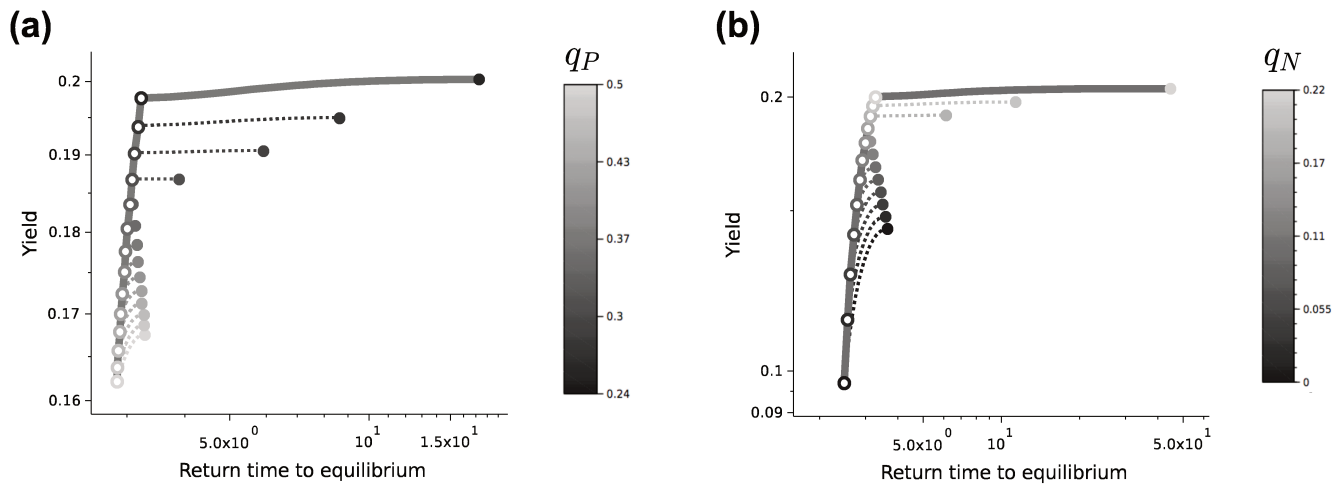 (a)
Yield
0.2
0.19
0.18
0.17
0.16
5.0x10^0
10^1
1.5x10^1
Return time to equilibrium
q_P
0.5
0.43
0.37
0.3
0.24
(b)
Yield
0.2
0.1
0.09
5.0x10^0
10^1
5.0x10^1
Return time to equilibrium
q_N
0.22
0.17
0.11
0.055
0